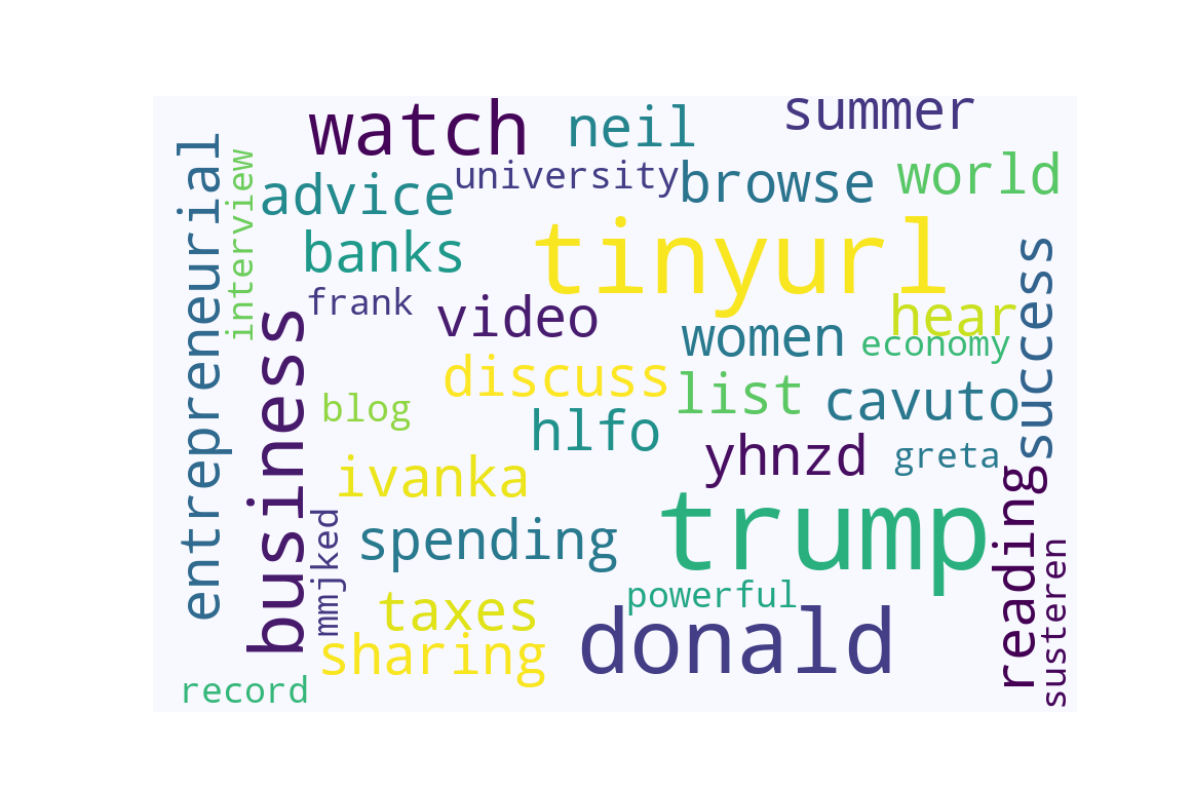 watch
neil
summer
university
browse
world
advice
entrepreneurial
interview
banks
tinyurl
frank
video
hear
success
women
economy
business
discuss
list
cavuto
blog
hlfo
yhnzd
greta
ivanka
trump
reading
spending
mmjked
powerful
taxes
donald
susteren
sharing
record